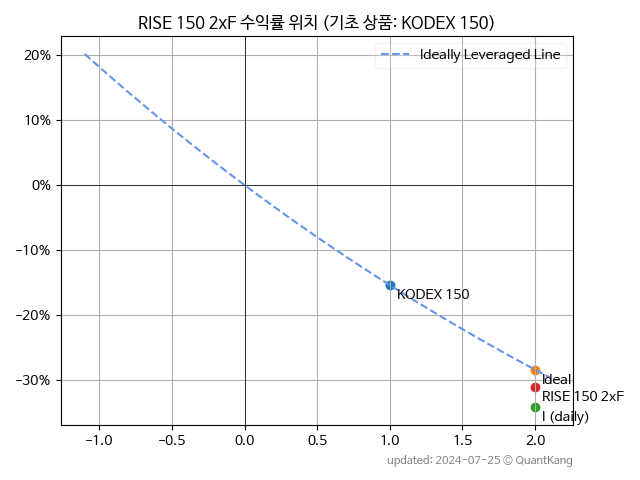 RISE 150 2xF 수익률 위치 (기초 상품: KODEX 150)
Ideally Leveraged Line
20%
10%
0%
−10%
−20%
−30%
KODEX 150
Ideal
RISE 150 2xF
I (daily)
−1.0 −0.5 0.0 0.5 1.0 1.5 2.0
updated: 2024-07-25 © QuantKang